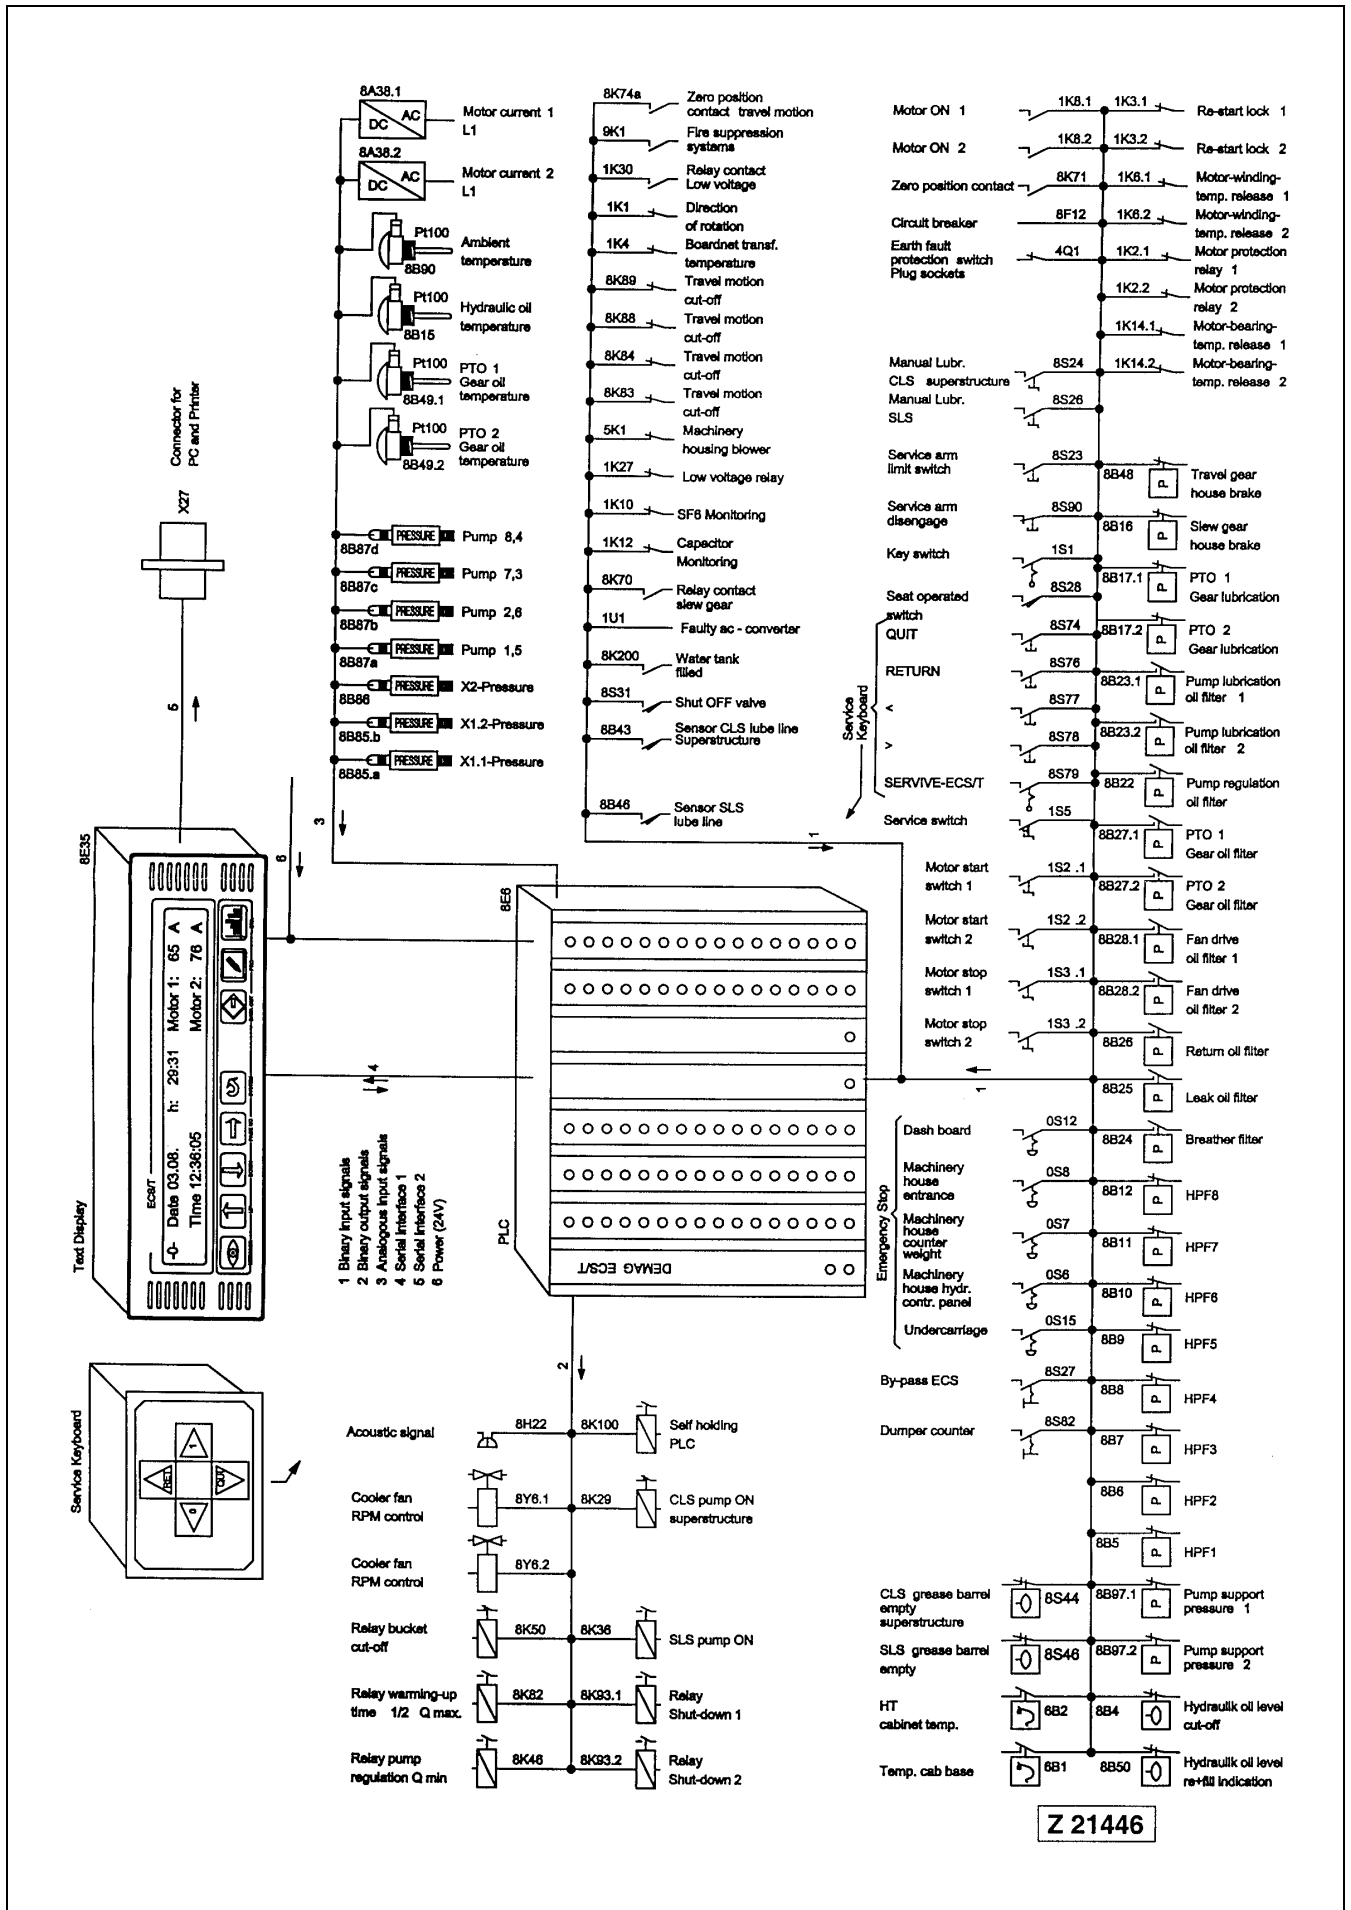 8A38.1
DC AC
Motor current 1
L1
8A38.2
DC AC
Motor current 2
L1
Pt100
8B90
Ambient
temperature
Pt100
8B15
Hydraulic oil
temperature
Pt100
8B49.1
PTO 1
Gear oil
temperature
Pt100
8B49.2
PTO 2
Gear oil
temperature
8B87d PRESSURE Pump 8,4
8B87c PRESSURE Pump 7,3
8B87b PRESSURE Pump 2,6
8B87a PRESSURE Pump 1,5
8B86 PRESSURE X2-Pressure
8B85.b PRESSURE X1.2-Pressure
8B85.a PRESSURE X1.1-Pressure
3
8K74a Zero position
contact travel motion
9K1 Fire suppression
systems
1K30 Relay contact
Low voltage
1K1 Direction
of rotation
1K4 Boardnet transf.
temperature
8K89 Travel motion
cut-off
8K88 Travel motion
cut-off
8K84 Travel motion
cut-off
8K83 Travel motion
cut-off
5K1 Machinery
housing blower
1K27 Low voltage relay
1K10 SF6 Monitoring
1K12 Capacitor
Monitoring
8K70 Relay contact
slew gear
1U1 Faulty ac - converter
8K200 Water tank
filled
8S31 Shut OFF valve
8B43 Sensor CLS lube line
Superstructure
8B46 Sensor SLS
lube line
1
Motor ON 1 1K8.1 1K3.1 Re-start lock 1
Motor ON 2 1K8.2 1K3.2 Re-start lock 2
Zero position contact 8K71 1K6.1 Motor-winding-
temp. release 1
Circuit breaker 8F12 1K6.2 Motor-winding-
temp. release 2
Earth fault
protection switch
Plug sockets
4Q1 1K2.1 Motor protection
relay 1
1K2.2 Motor protection
relay 2
1K14.1 Motor-bearing-
temp. release 1
Manual Lubr.
CLS superstructure
8S24 1K14.2 Motor-bearing-
temp. release 2
Manual Lubr.
SLS
8S26
Service arm
limit switch
8S23 8B48 P Travel gear
house brake
Service arm
disengage
8S90 8B16 P Slew gear
house brake
Key switch 1S1
8B17.1 P PTO 1
Gear lubrication
Seat operated
switch
8S28
8B17.2 P PTO 2
Gear lubrication
Service
Keyboard
QUIT 8S74
RETURN 8S76
8B23.1 P Pump lubrication
oil filter 1
< 8S77
8B23.2 P Pump lubrication
oil filter 2
> 8S78
SERVIVE-ECS/T 8S79
8B22 P Pump regulation
oil filter
Service switch 1S5
8B27.1 P PTO 1
Gear oil filter
Motor start
switch 1
1S2 .1
8B27.2 P PTO 2
Gear oil filter
Motor start
switch 2
1S2 .2
8B28.1 P Fan drive
oil filter 1
Motor stop
switch 1
1S3 .1
8B28.2 P Fan drive
oil filter 2
Motor stop
switch 2
1S3 .2
8B26 P Return oil filter
1
8B25 P Leak oil filter
Emergency Stop
Dash board 0S12
8B24 P Breather filter
Machinery
house
entrance
0S8
8B12 P HPF8
Machinery
house
counter
weight
0S7
8B11 P HPF7
Machinery
house hydr.
contr. panel
0S6
8B10 P HPF6
Undercarriage 0S15
8B9 P HPF5
By-pass ECS 8S27
8B8 P HPF4
Dumper counter 8S82
8B7 P HPF3
8B6 P HPF2
8B5 P HPF1
CLS grease barrel
empty
superstructure
8S44 8B97.1 P Pump support
pressure 1
SLS grease barrel
empty
8S46 8B97.2 P Pump support
pressure 2
HT
cabinet temp.
6B2 8B4 Hydraulik oil level
cut-off
Temp. cab base 6B1 8B50 Hydraulik oil level
re+fill indication
Connector for
PC and Printer
X27
5
6
8E35
Text Display
ECS/T
-0- Date 03.08. h: 29:31 Motor 1: 65 A
Time 12:36:05 Motor 2: 76 A
4
1 Binary input signals
2 Binary output signals
3 Analogous input signals
4 Serial interface 1
5 Serial interface 2
6 Power (24V)
8E6
PLC
DEMAG ECS/T
2
Service Keyboard
1
RET
QUIT
0
Acoustic signal 8H22 8K100 Self holding
PLC
Cooler fan
RPM control
8Y6.1 8K29 CLS pump ON
superstructure
Cooler fan
RPM control
8Y6.2
Relay bucket
cut-off
8K50 8K36 SLS pump ON
Relay warming-up
time 1/2 Q max.
8K82 8K93.1 Relay
Shut-down 1
Relay pump
regulation Q min
8K46 8K93.2 Relay
Shut-down 2
Z 21446